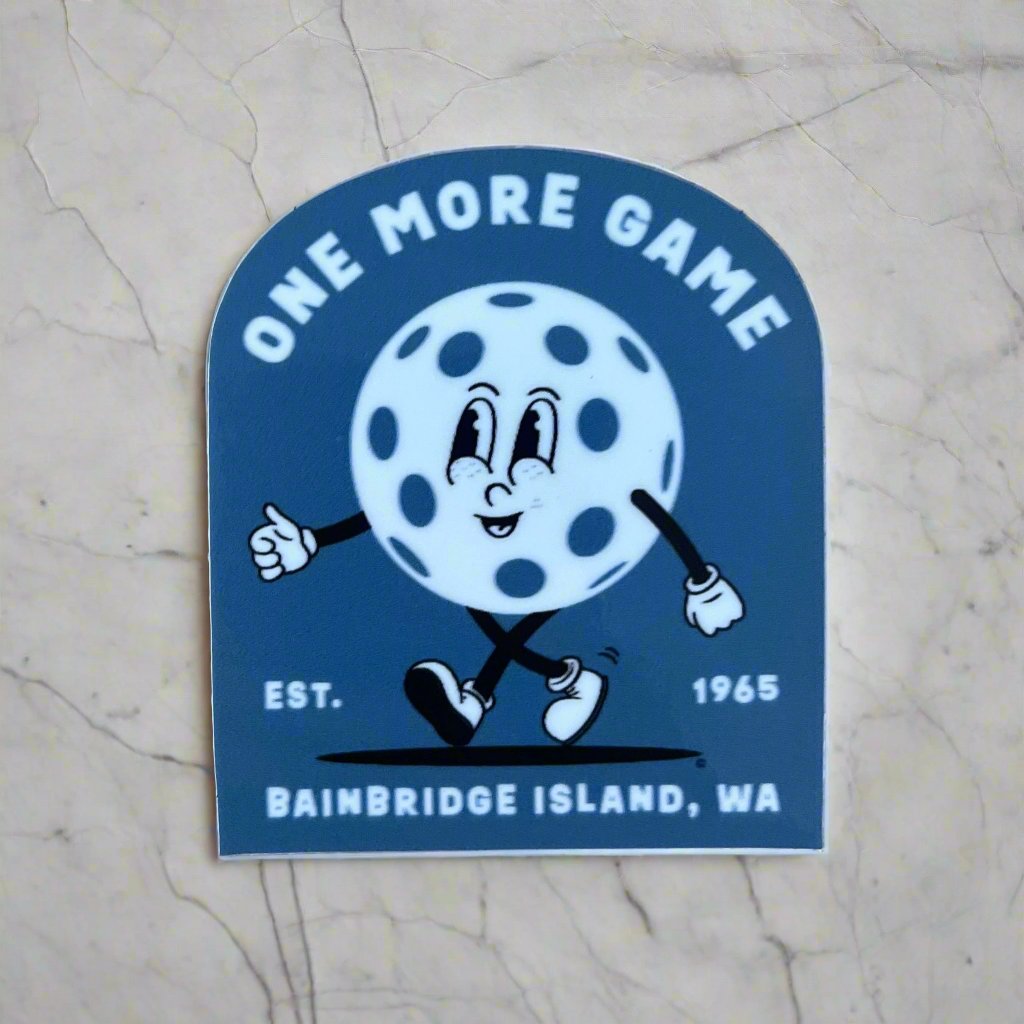 ONE MORE GAME
EST. 1965
BAINBRIDGE ISLAND, WA